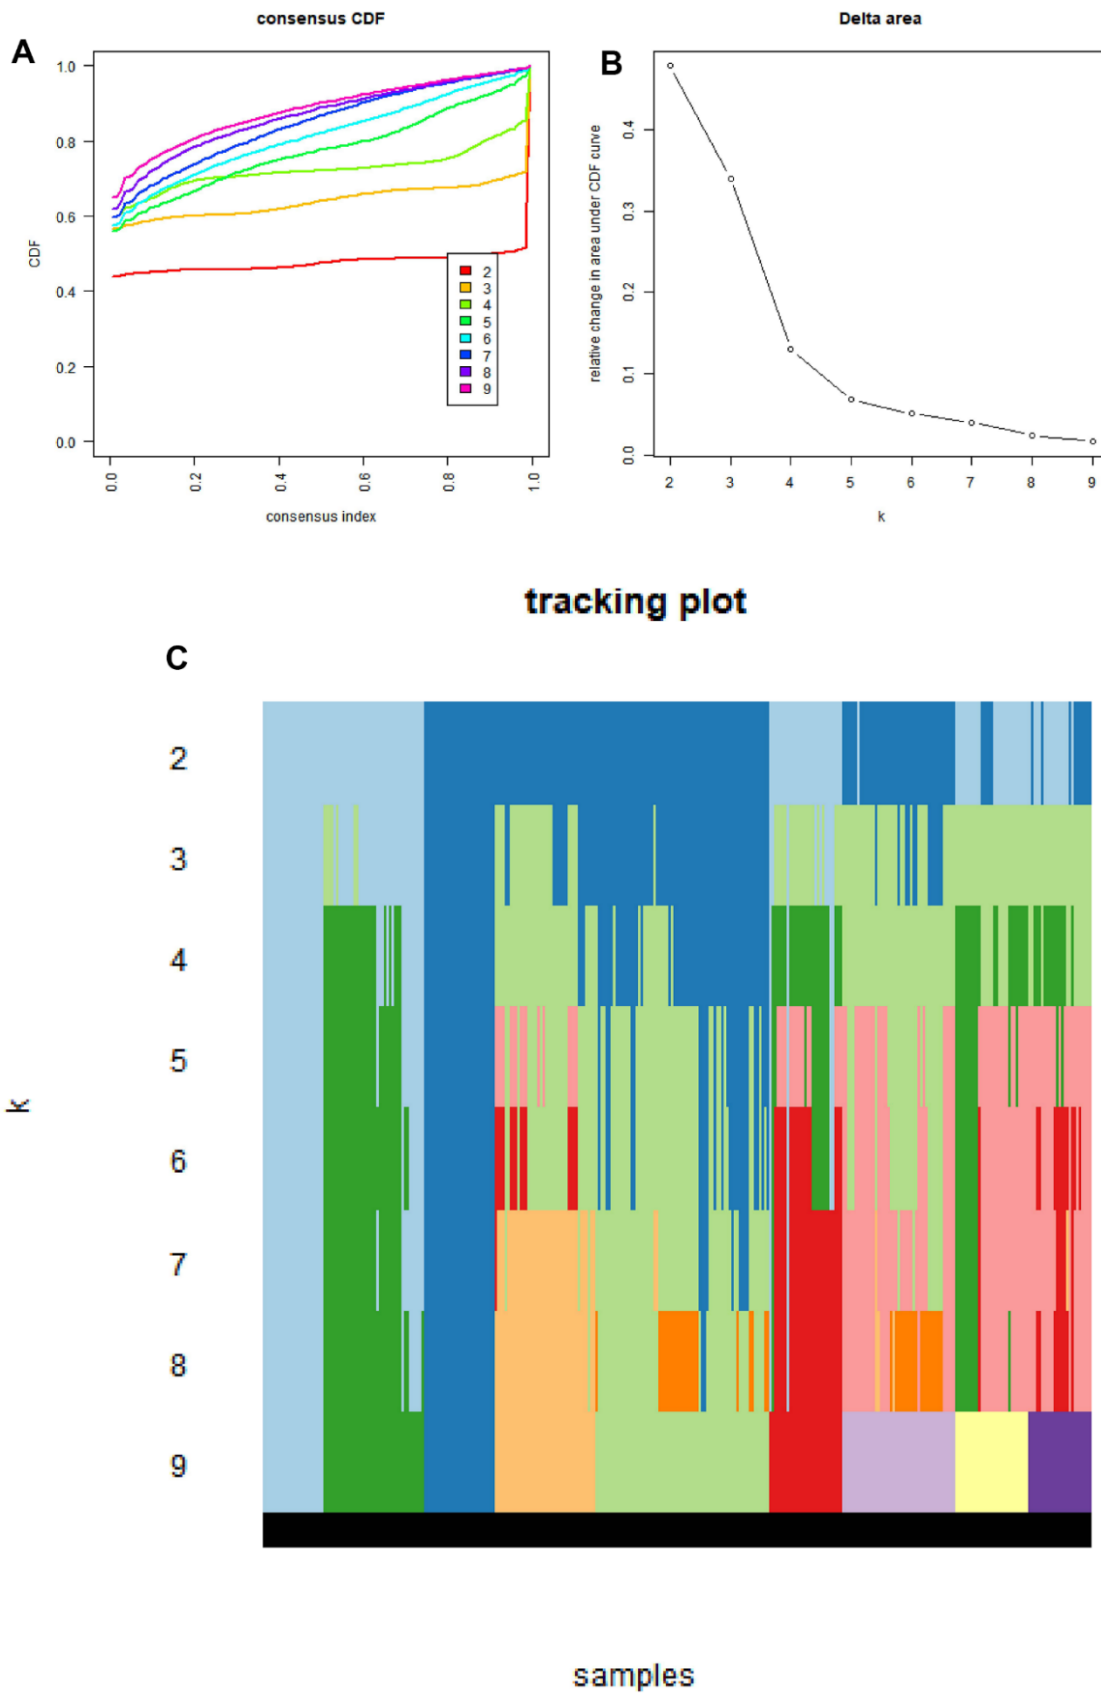 consensus CDF
A
CDF
1.0
0.8
0.6
0.4
0.2
0.0
2
3
4
5
6
7
8
9
0.0 0.2 0.4 0.6 0.8 1.0
consensus index
Delta area
B
relative change in area under CDF curve
0.4
0.3
0.2
0.1
0.0
2 3 4 5 6 7 8 9
k
tracking plot
C
k
2
3
4
5
6
7
8
9
samples